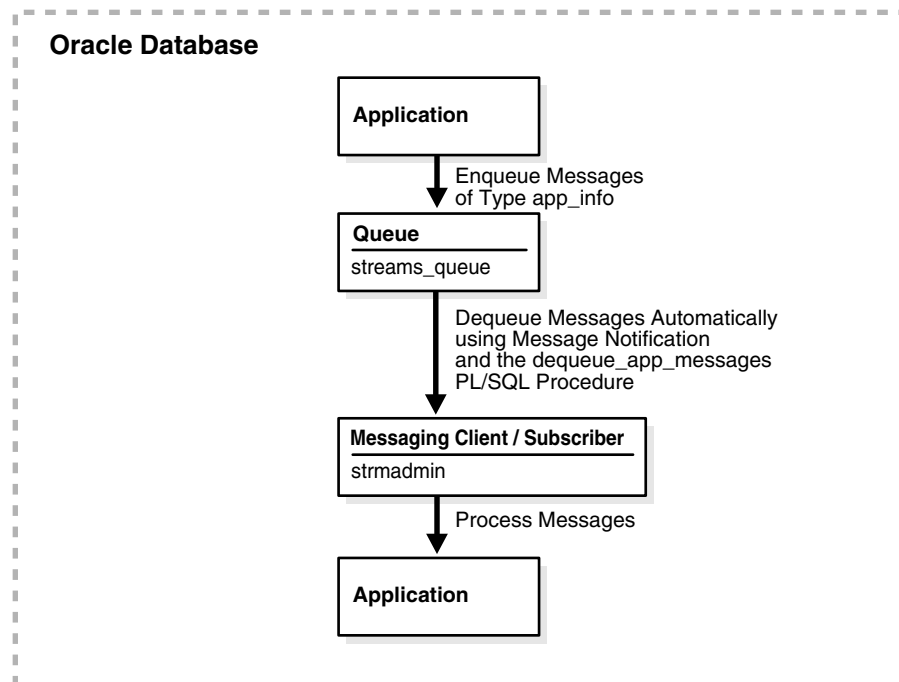 Oracle Database
Application
Enqueue Messages
of Type app_info
Queue
streams_queue
Dequeue Messages Automatically
using Message Notification
and the dequeue_app_messages
PL/SQL Procedure
Messaging Client / Subscriber
strmadmin
Process Messages
Application